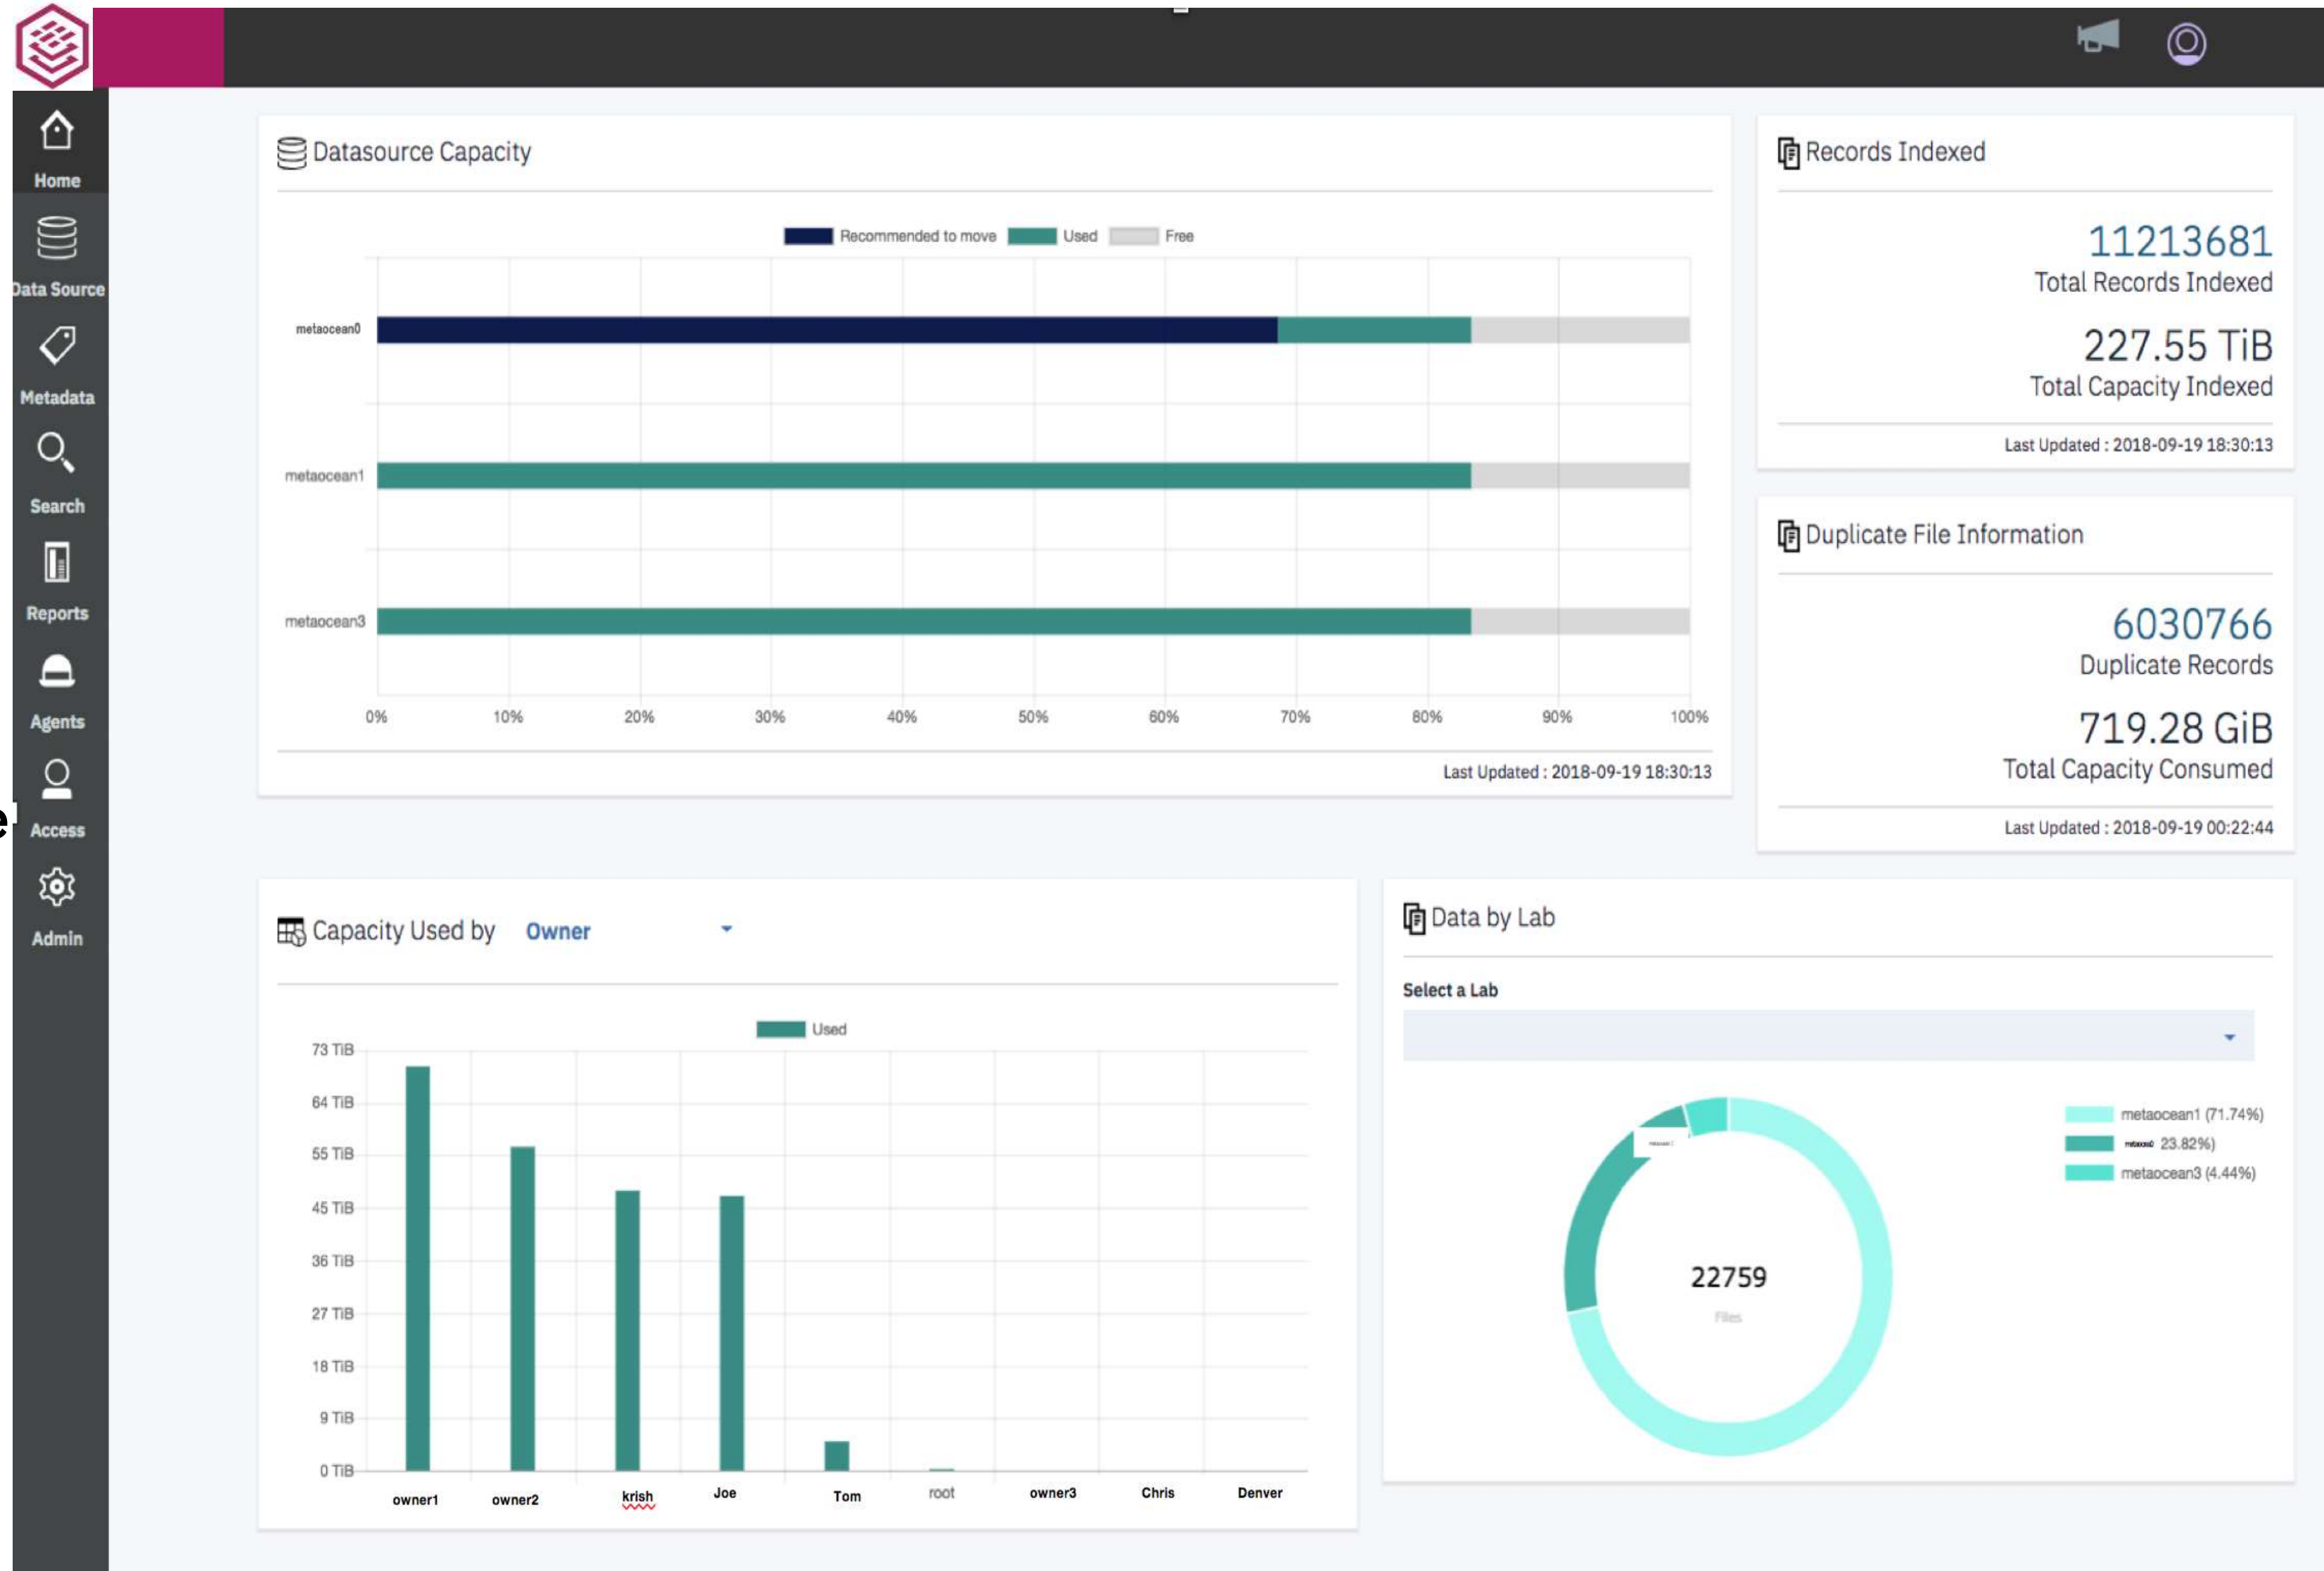 Home
Data Source
Metadata
Search
Reports
Agents
e
Access
Admin
Datasource Capacity
Recommended to move Used Free
metaocean0
metaocean1
metaocean3
0% 10% 20% 30% 40% 50% 60% 70% 80% 90% 100%
Last Updated : 2018-09-19 18:30:13
Records Indexed
11213681
Total Records Indexed
227.55 TiB
Total Capacity Indexed
Last Updated : 2018-09-19 18:30:13
Duplicate File Information
6030766
Duplicate Records
719.28 GiB
Total Capacity Consumed
Last Updated : 2018-09-19 00:22:44
Capacity Used by Owner
Used
73 TiB
64 TiB
55 TiB
45 TiB
36 TiB
27 TiB
18 TiB
9 TiB
0 TiB
owner1 owner2 krish Joe Tom root owner3 Chris Denver
Data by Lab
Select a Lab
metaocean1 (71.74%)
23.82%)
metaocean3 (4.44%)
22759
Files